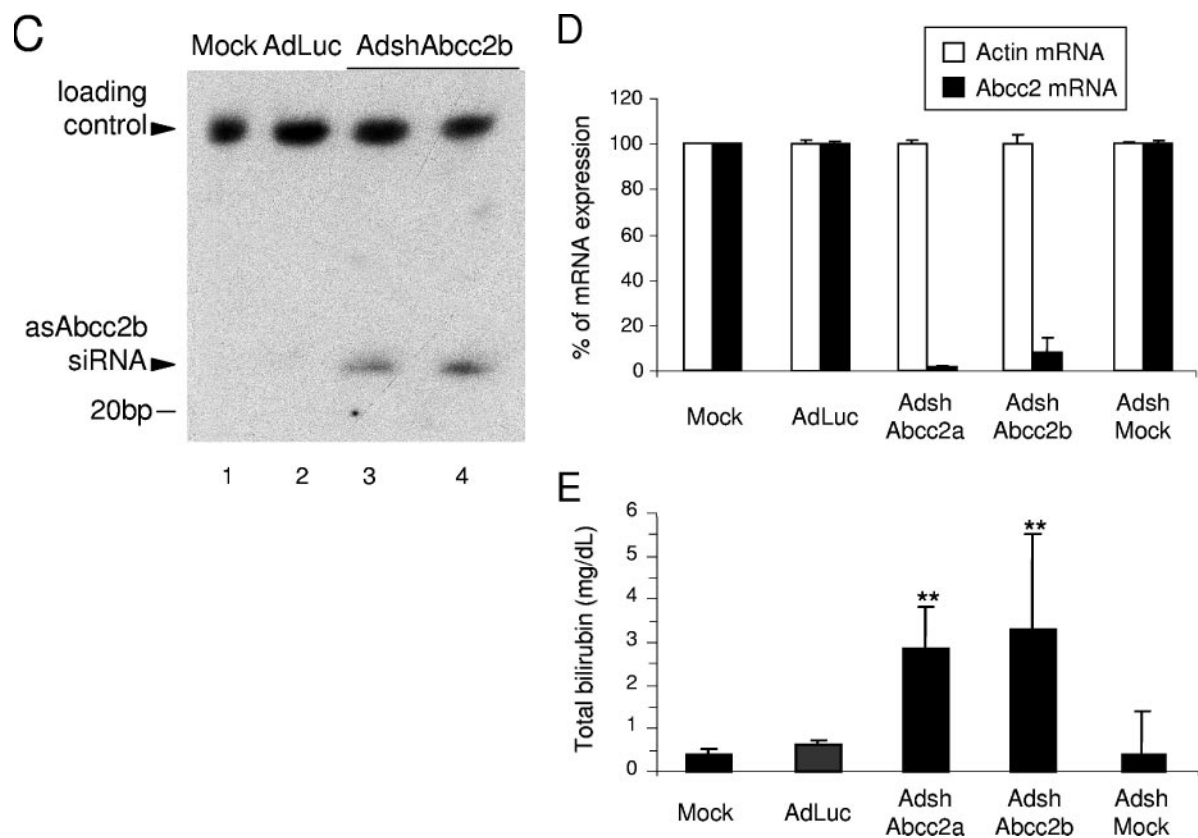 C
Mock AdLuc AdshAbcc2b
loading
control
asAbcc2b
siRNA
20bp
1 2 3 4
D
Actin mRNA
Abcc2 mRNA
% of mRNA expression
120
100
80
60
40
20
0
Mock AdLuc Adsh Adsh Adsh
Abcc2a Abcc2b Mock
E
Total bilirubin (mg/dL)
6
5
4
3
2
1
0
**
**
Mock AdLuc Adsh Adsh Adsh
Abcc2a Abcc2b Mock